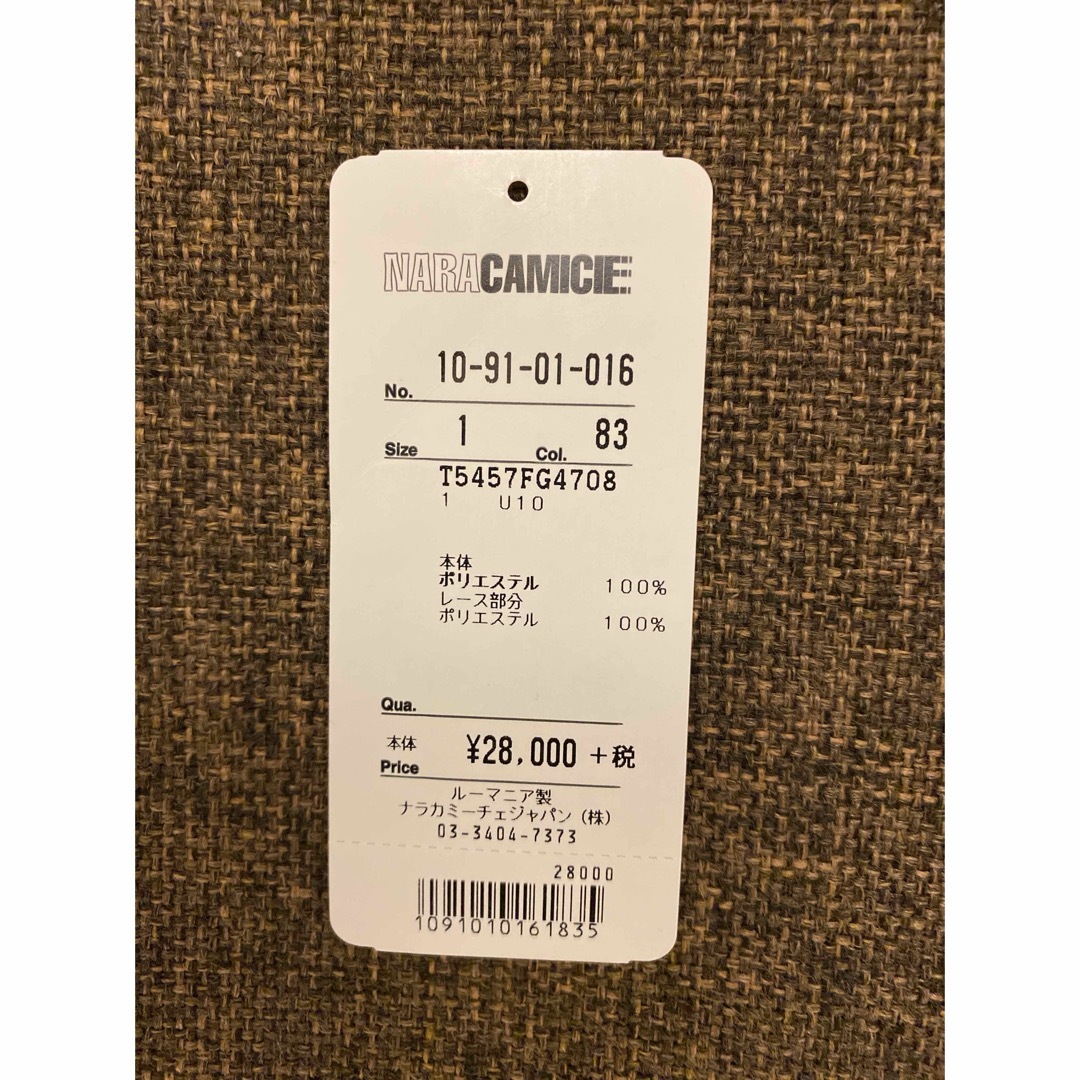 NARACAMICIE
No. 10-91-01-016
Size 1 Col. 83
T5457FG4708
1 U10
本体
ポリエステル 100%
レース部分
ポリエステル 100%
Qua.
本体 ¥28,000 +税
Price
ルーマニア製
ナラカミーチェジャパン(株)
03-3404-7373
28000
1091010161835